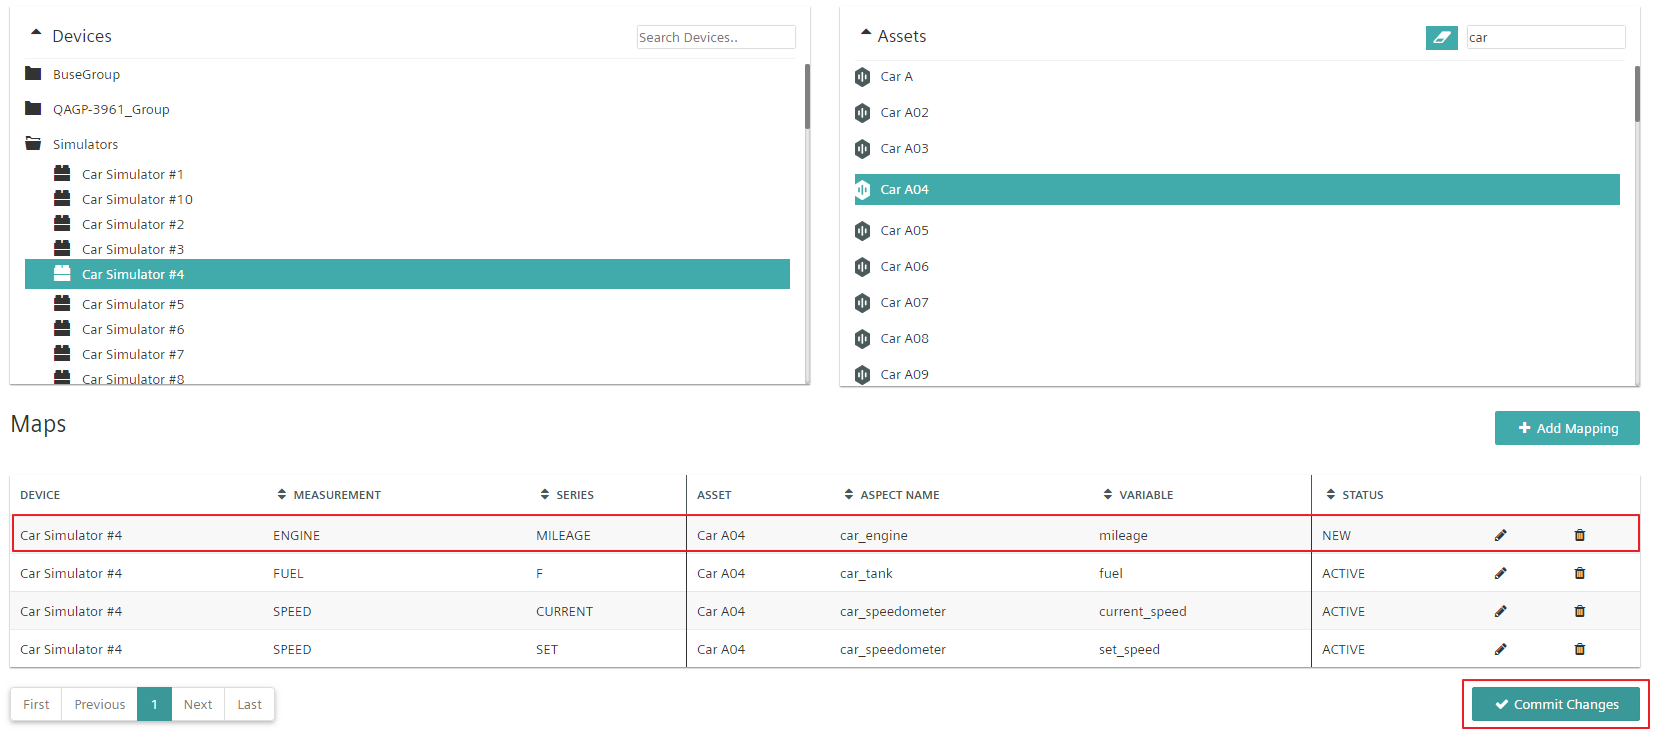 Devices
Search Devices..
BuseGroup
QAGP-3961_Group
Simulators
Car Simulator #1
Car Simulator #10
Car Simulator #2
Car Simulator #3
Car Simulator #4
Car Simulator #5
Car Simulator #6
Car Simulator #7
Car Simulator #8
Assets
car
Car A
Car A02
Car A03
Car A04
Car A05
Car A06
Car A07
Car A08
Car A09
Maps
Add Mapping
DEVICE MEASUREMENT SERIES ASSET ASPECT NAME VARIABLE STATUS
Car Simulator #4 ENGINE MILEAGE Car A04 car_engine mileage NEW
Car Simulator #4 FUEL F Car A04 car_tank fuel ACTIVE
Car Simulator #4 SPEED CURRENT Car A04 car_speedometer current_speed ACTIVE
Car Simulator #4 SPEED SET Car A04 car_speedometer set_speed ACTIVE
First Previous 1 Next Last
Commit Changes